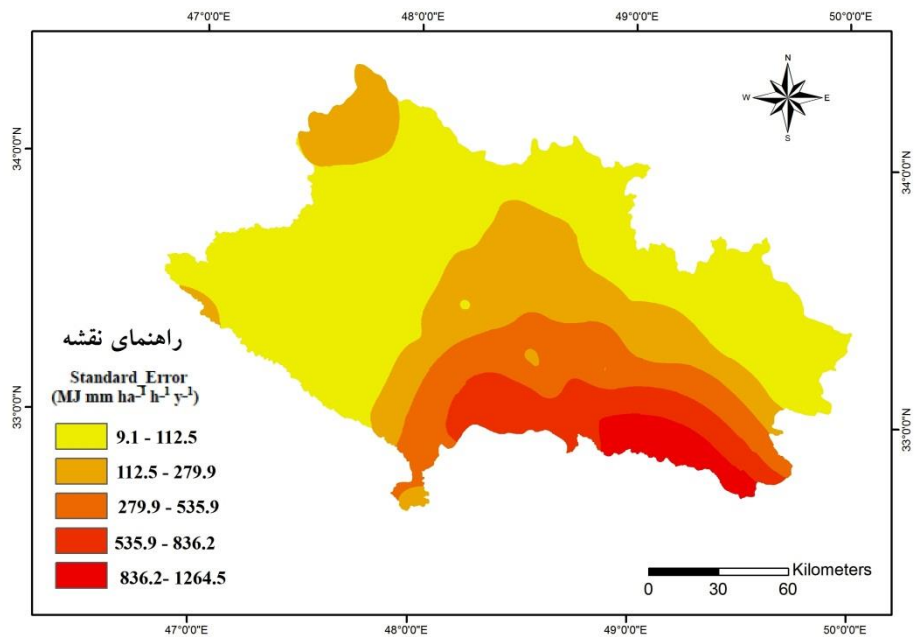 47°0'0"E 48°0'0"E 49°0'0"E 50°0'0"E
N
W E
S
34°0'0"N
34°0'0"N
راهنمای نقشه
Standard_Error
(MJ mm ha-1 h-1 y-1)
33°0'0"N
33°0'0"N
9.1 - 112.5
112.5 - 279.9
279.9 - 535.9
535.9 - 836.2
836.2- 1264.5
Kilometers
0 30 60
47°0'0"E 48°0'0"E 49°0'0"E 50°0'0"E